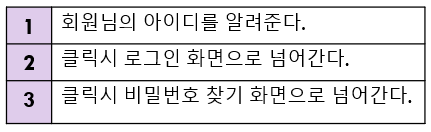 1 회원님의 아이디를 알려준다.
2 클릭시 로그인 화면으로 넘어간다.
3 클릭시 비밀번호 찾기 화면으로 넘어간다.